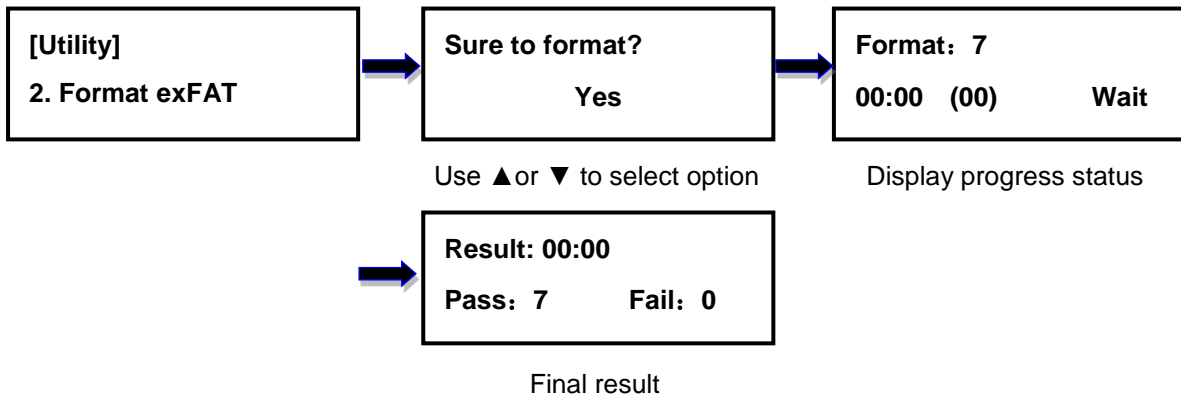 [Utility]
2. Format exFAT
Sure to format?
Yes
Format：7
00:00 (00) Wait
Use ▲or ▼ to select option
Display progress status
Result: 00:00
Pass：7 Fail：0
Final result